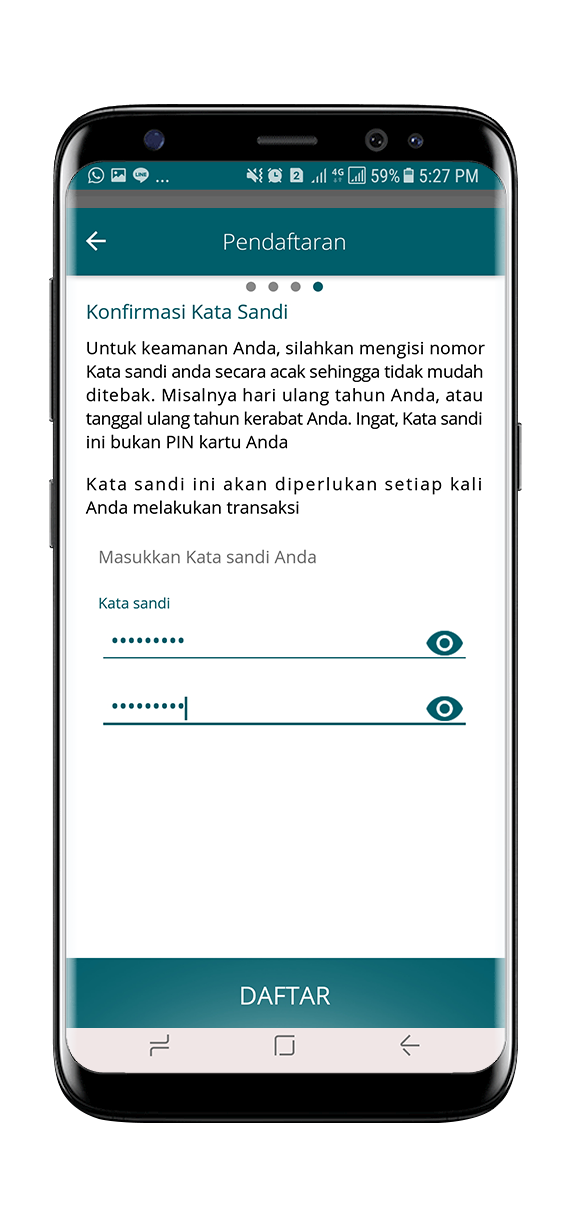 LINE ... 2 4G 59% 5:27 PM
Pendaftaran
Konfirmasi Kata Sandi
Untuk keamanan Anda, silahkan mengisi nomor
Kata sandi anda secara acak sehingga tidak mudah
ditebak. Misalnya hari ulang tahun Anda, atau
tanggal ulang tahun kerabat Anda. Ingat, Kata sandi
ini bukan PIN kartu Anda
Kata sandi ini akan diperlukan setiap kali
Anda melakukan transaksi
Masukkan Kata sandi Anda
Kata sandi
•••••••••
•••••••••
DAFTAR